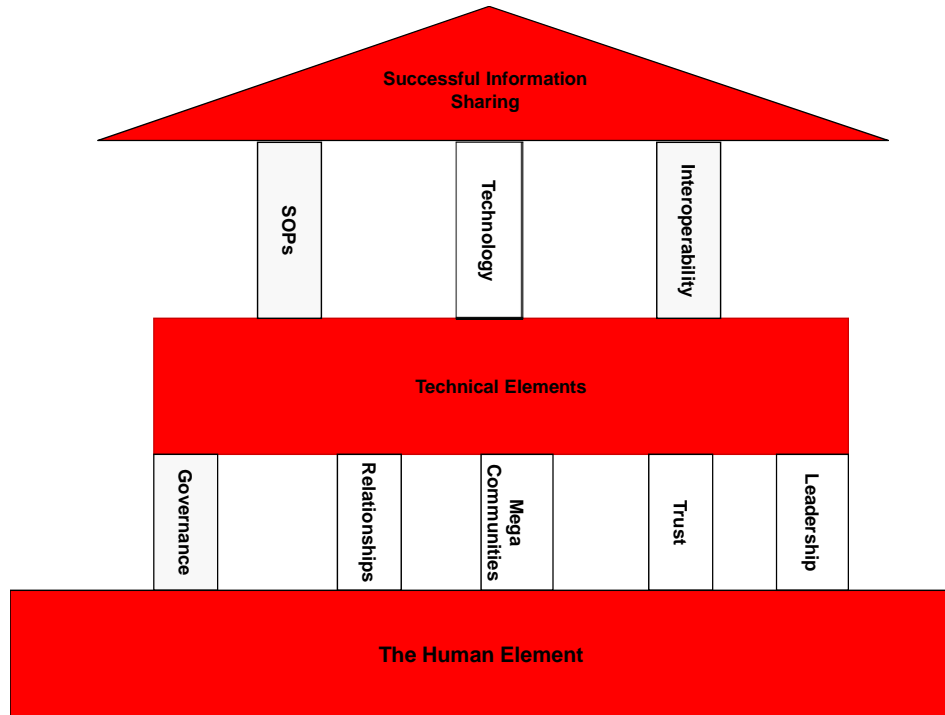 Successful Information
Sharing
SOPs
Technology
Interoperability
Technical Elements
Governance
Relationships
Mega
Communities
Trust
Leadership
The Human Element